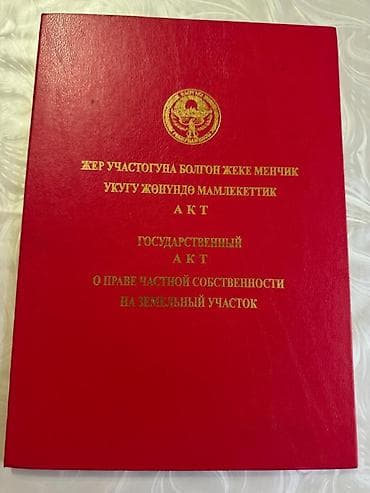 ЖЕР УЧАСТОГУНА БОЛГОН ЖЕКЕ МЕНЧИК
УКУГУ ЖӨНҮНДӨ МАМЛЕКЕТТИК
АКТ
ГОСУДАРСТВЕННЫЙ
АКТ
О ПРАВЕ ЧАСТНОЙ СОБСТВЕННОСТИ
НА ЗЕМЕЛЬНЫЙ УЧАСТОК